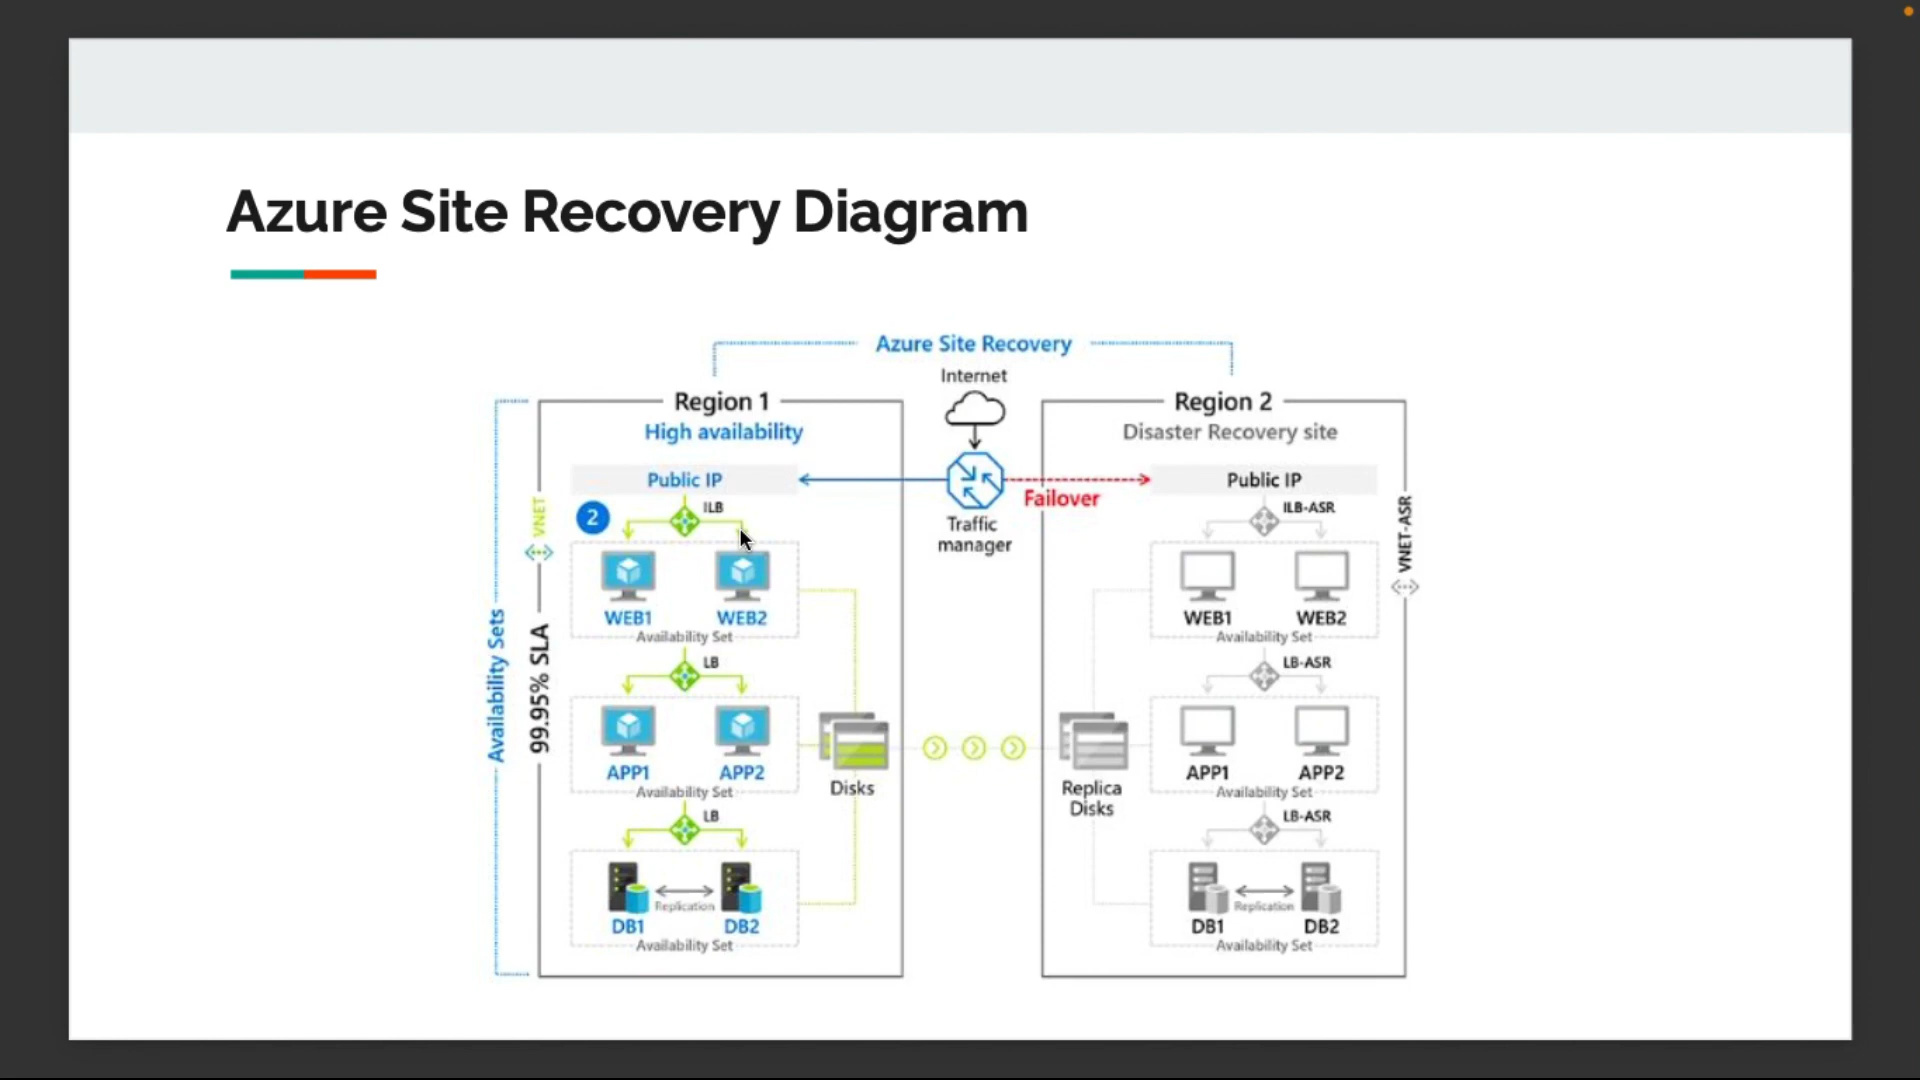 Azure Site Recovery Diagram
Azure Site Recovery
Internet
Region 1
High availability
Public IP
2
ILB
WEB1
WEB2
Availability Set
LB
APP1
APP2
Availability Set
LB
DB1
Replication
DB2
Availability Set
Availability Sets
99.95% SLA
VNET
Disks
Traffic
manager
Failover
Region 2
Disaster Recovery site
Public IP
ILB-ASR
WEB1
WEB2
Availability Set
LB-ASR
APP1
APP2
Availability Set
LB-ASR
DB1
Replication
DB2
Availability Set
Replica
Disks
VNET-ASR